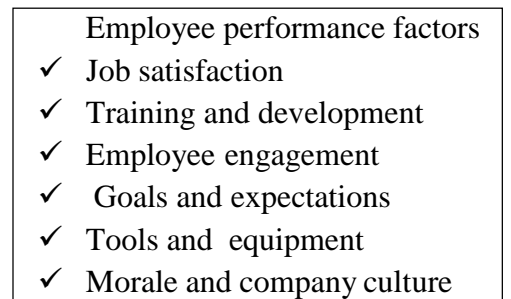 Employee performance factors
✓ Job satisfaction
✓ Training and development
✓ Employee engagement
✓ Goals and expectations
✓ Tools and equipment
✓ Morale and company culture